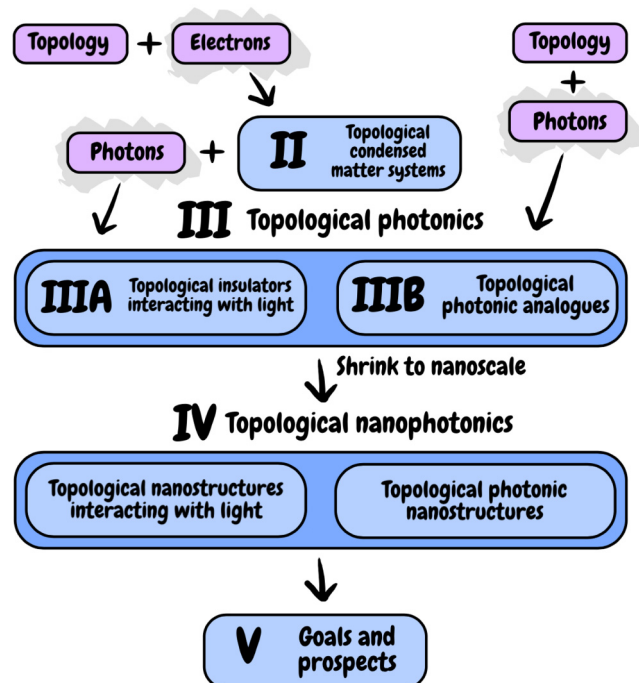 Topology + Electrons
Topology
+
Photons
Photons + II Topological
condensed
matter systems
III Topological photonics
IIIA Topological insulators
interacting with light
IIIB Topological
photonic analogues
Shrink to nanoscale
IV Topological nanophotonics
Topological nanostructures
interacting with light
Topological photonic
nanostructures
V Goals and
prospects